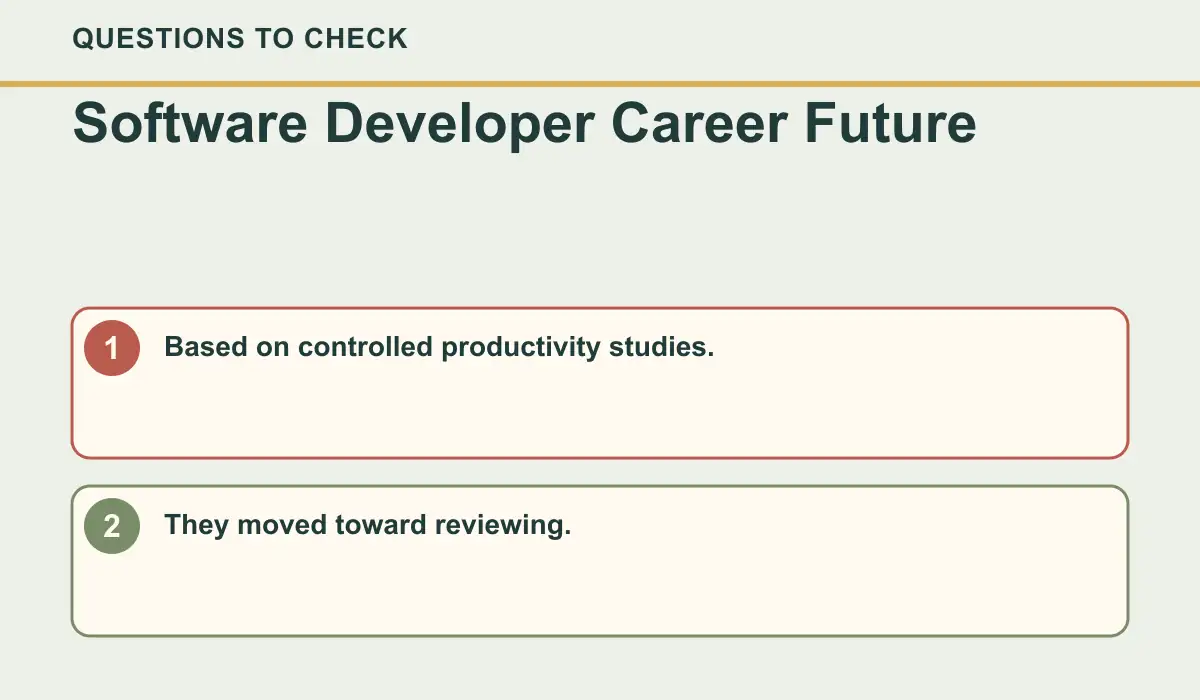 QUESTIONS TO CHECK
Software Developer Career Future
1
Based on controlled productivity studies.
2
They moved toward reviewing.